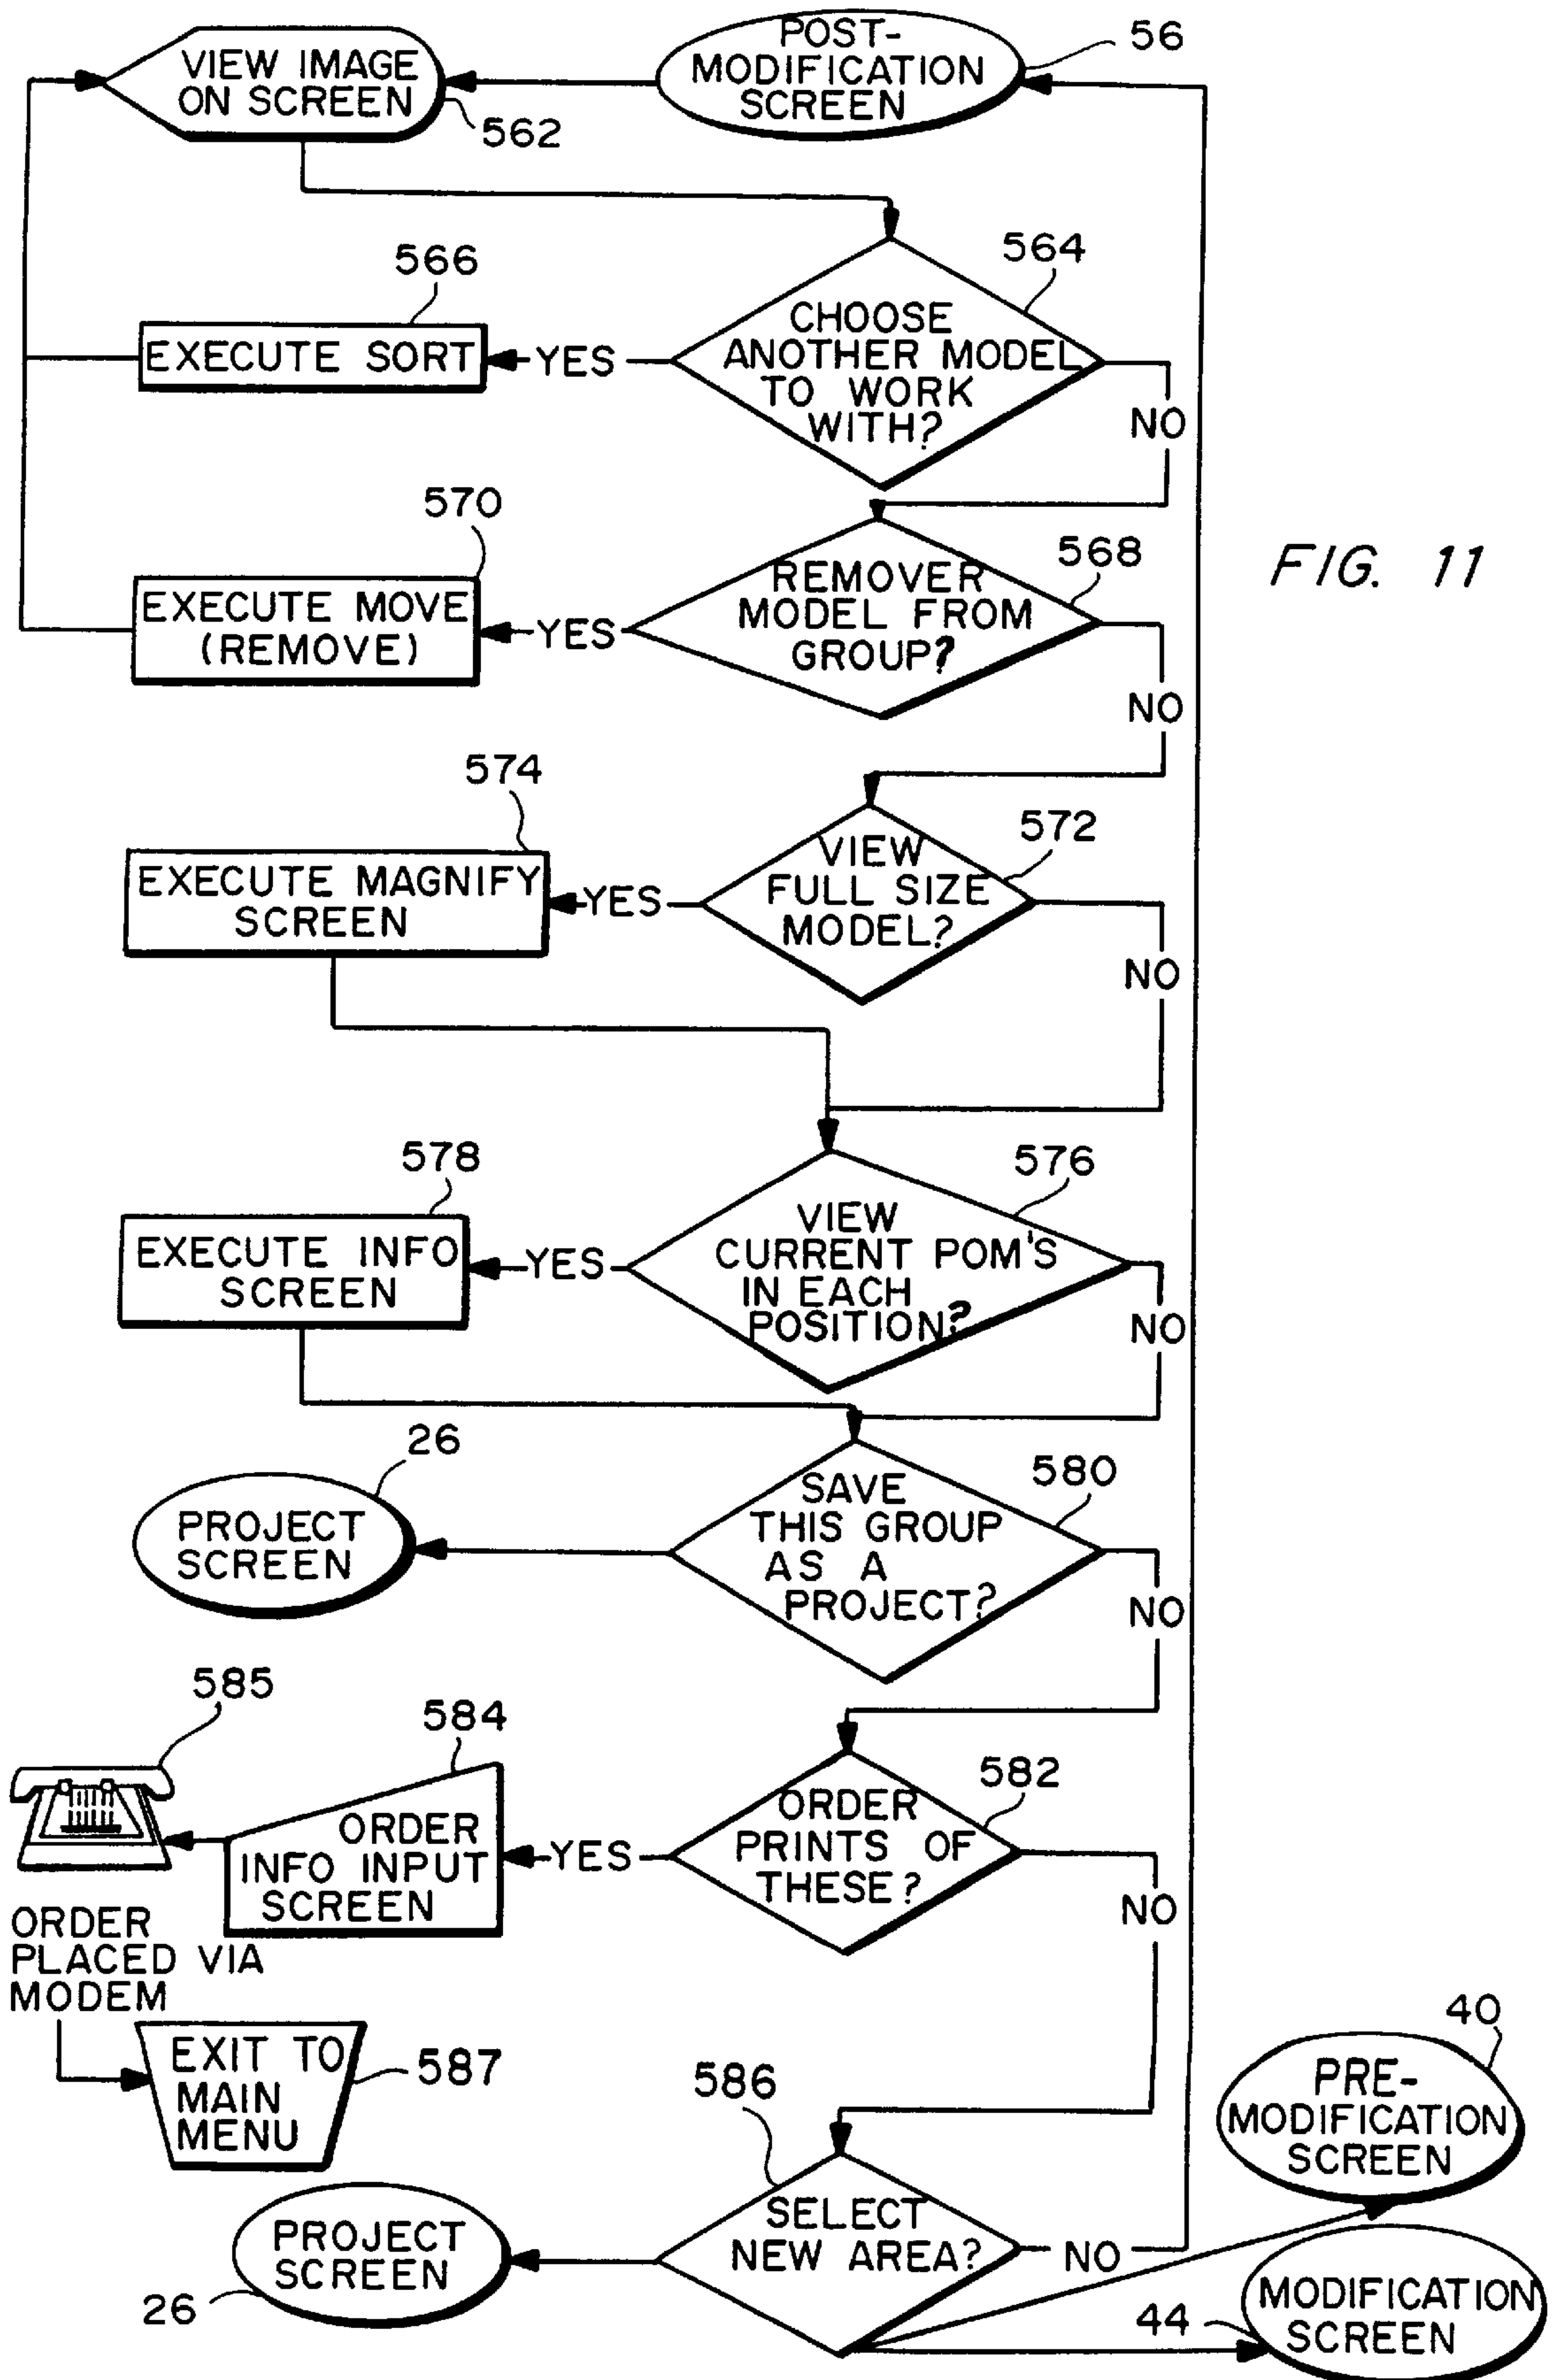 POST-
MODIFICATION
SCREEN
56
VIEW IMAGE
ON SCREEN
562
564
CHOOSE
ANOTHER MODEL
TO WORK
WITH?
566
EXECUTE SORT
YES
NO
FIG. 11
568
REMOVER
MODEL FROM
GROUP?
570
EXECUTE MOVE
(REMOVE)
YES
NO
572
VIEW
FULL SIZE
MODEL?
574
EXECUTE MAGNIFY
SCREEN
YES
NO
576
VIEW
CURRENT POM'S
IN EACH
POSITION?
578
EXECUTE INFO
SCREEN
YES
NO
580
SAVE
THIS GROUP
AS A
PROJECT?
26
PROJECT
SCREEN
NO
582
ORDER
PRINTS OF
THESE?
YES
NO
584
ORDER
INFO INPUT
SCREEN
585
ORDER
PLACED VIA
MODEM
EXIT TO
MAIN
MENU
587
586
SELECT
NEW AREA?
NO
PROJECT
SCREEN
26
40
PRE-
MODIFICATION
SCREEN
44
MODIFICATION
SCREEN